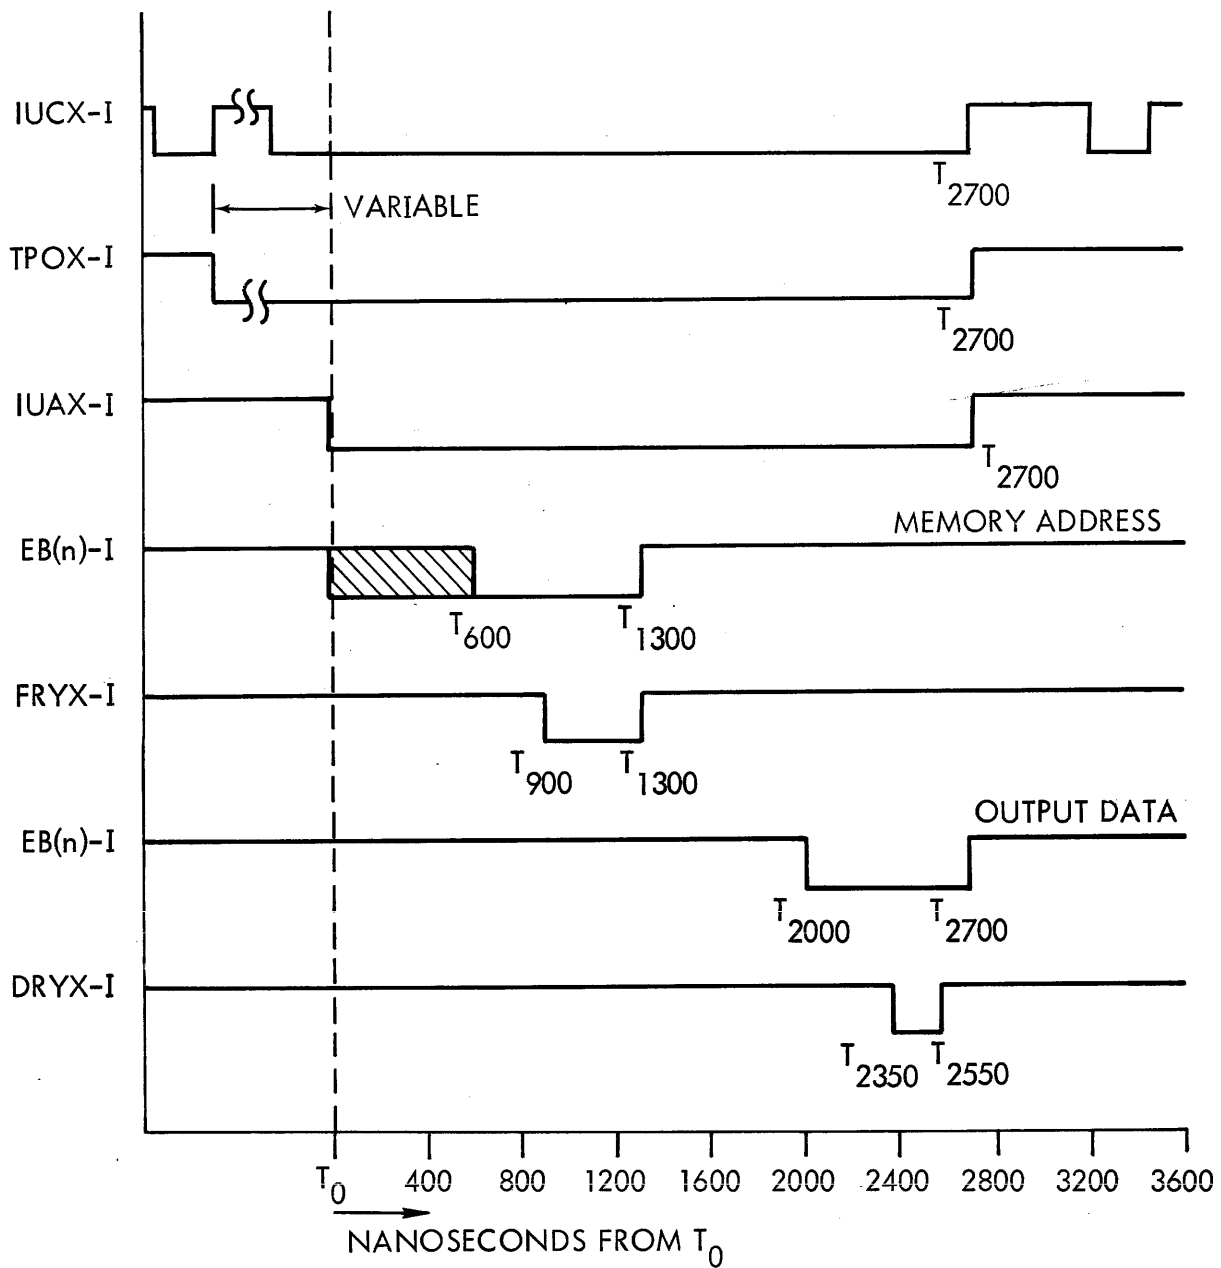 IUCX-I
T2700
VARIABLE
TPOX-I
T2700
IUAX-I
T2700
MEMORY ADDRESS
EB(n)-I
T600
T1300
FRYX-I
T900
T1300
OUTPUT DATA
EB(n)-I
T2000
T2700
DRYX-I
T2350
T2550
T0 400 800 1200 1600 2000 2400 2800 3200 3600
NANOSECONDS FROM T0